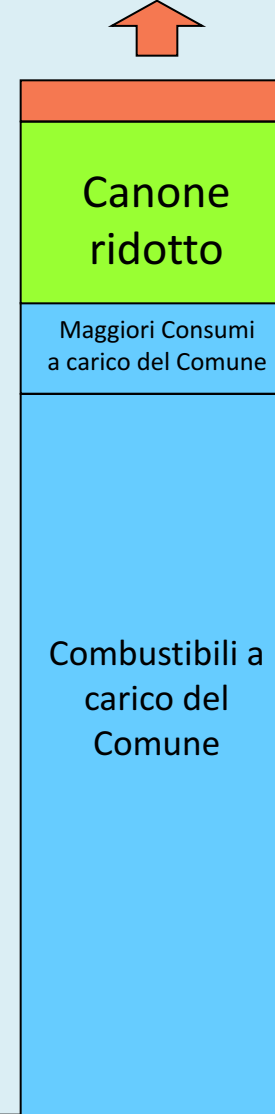 Canone
ridotto
Maggiori Consumi
a carico del Comune
Combustibili a
carico del
Comune